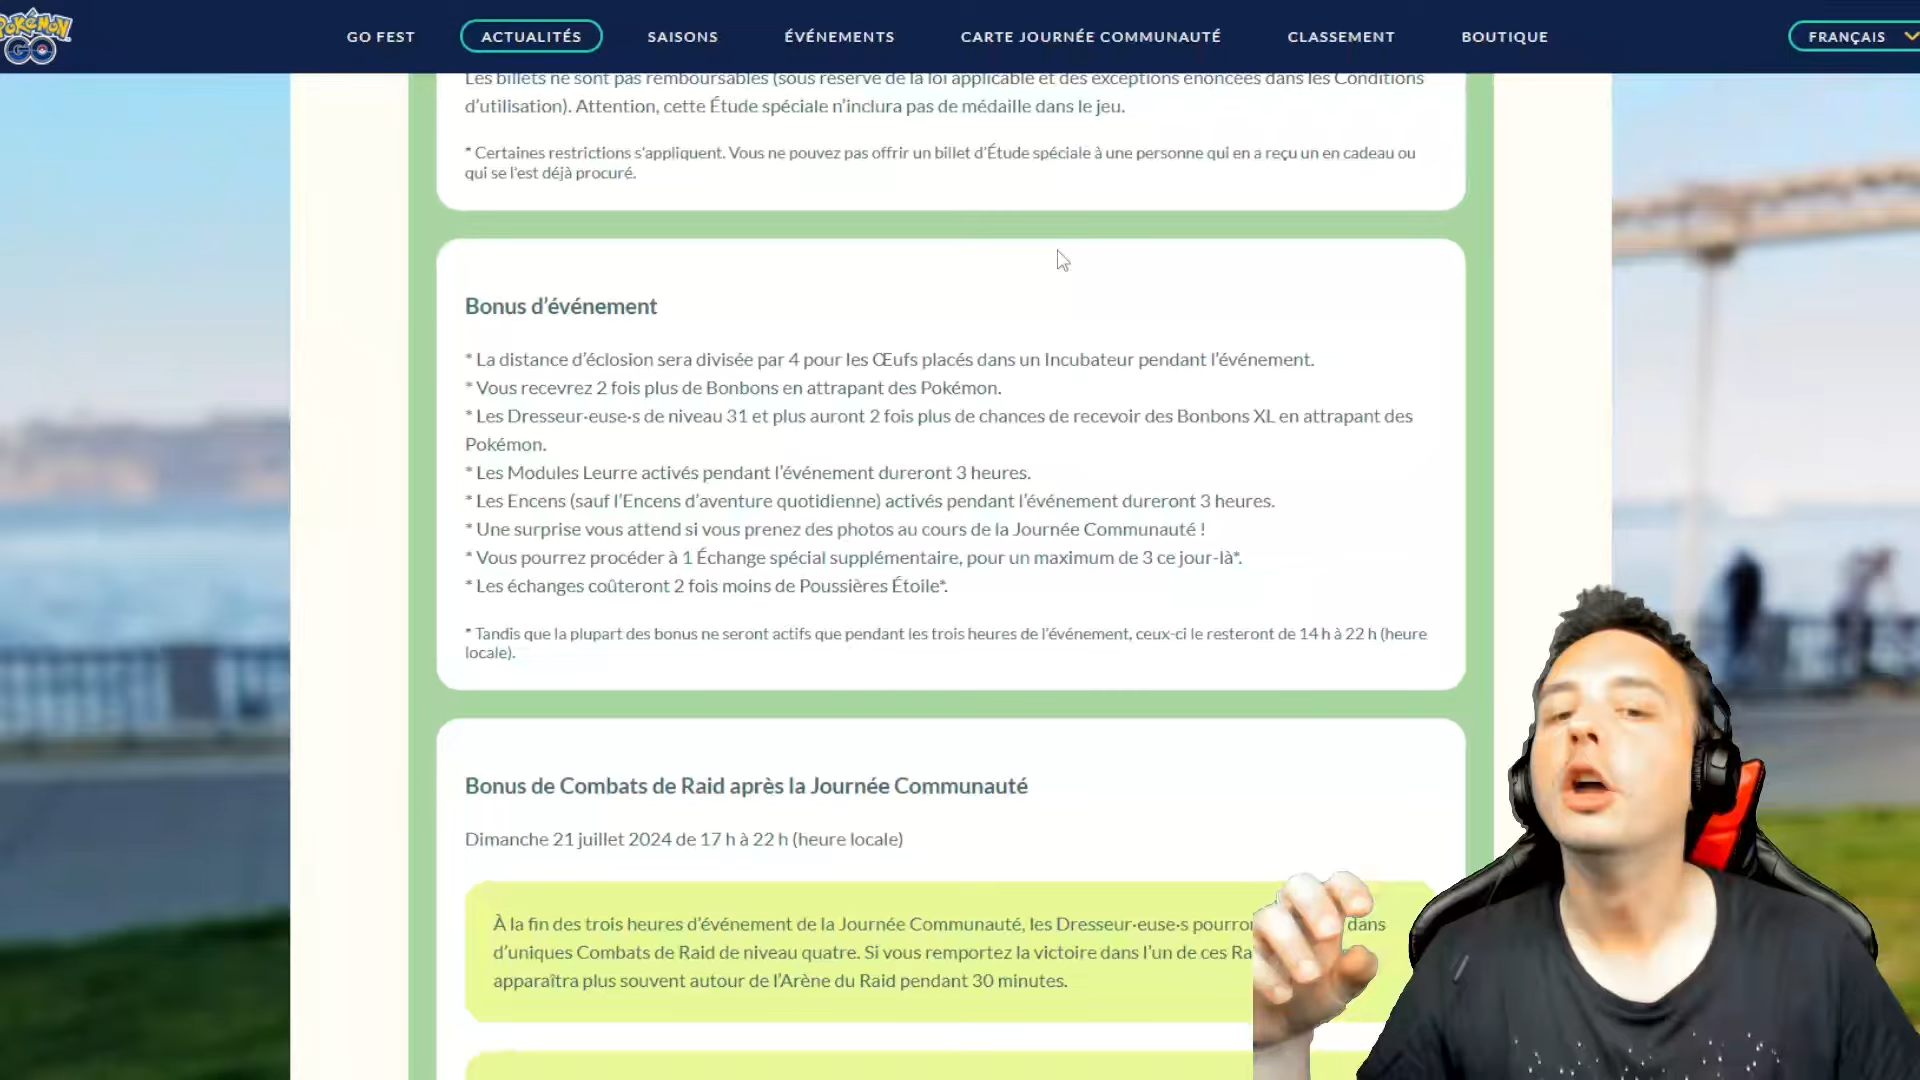 POKÉMON
GO
GO FEST
ACTUALITÉS
SAISONS
ÉVÉNEMENTS
CARTE JOURNÉE COMMUNAUTÉ
CLASSEMENT
BOUTIQUE
FRANÇAIS
Les billets ne sont pas remboursables (sous réserve de la loi applicable et des exceptions énoncées dans les Conditions
d'utilisation). Attention, cette Étude spéciale n'inclura pas de médaille dans le jeu.
* Certaines restrictions s'appliquent. Vous ne pouvez pas offrir un billet d'Étude spéciale à une personne qui en a reçu un en cadeau ou
qui se l'est déjà procuré.
Bonus d'événement
* La distance d'éclosion sera divisée par 4 pour les Œufs placés dans un Incubateur pendant l'événement.
* Vous recevrez 2 fois plus de Bonbons en attrapant des Pokémon.
* Les Dresseur·euse·s de niveau 31 et plus auront 2 fois plus de chances de recevoir des Bonbons XL en attrapant des
Pokémon.
* Les Modules Leurre activés pendant l'événement dureront 3 heures.
* Les Encens (sauf l'Encens d'aventure quotidienne) activés pendant l'événement dureront 3 heures.
* Une surprise vous attend si vous prenez des photos au cours de la Journée Communauté !
* Vous pourrez procéder à 1 Échange spécial supplémentaire, pour un maximum de 3 ce jour-là*.
* Les échanges coûteront 2 fois moins de Poussières Étoile*.
* Tandis que la plupart des bonus ne seront actifs que pendant les trois heures de l'événement, ceux-ci le resteront de 14 h à 22 h (heure
locale).
Bonus de Combats de Raid après la Journée Communauté
Dimanche 21 juillet 2024 de 17 h à 22 h (heure locale)
À la fin des trois heures d'événement de la Journée Communauté, les Dresseur·euse·s dans
d'uniques Combats de Raid de niveau quatre. Si vous remportez la victoire dans l'un de ces
apparaîtra plus souvent autour de l'Arène du Raid pendant 30 minutes.